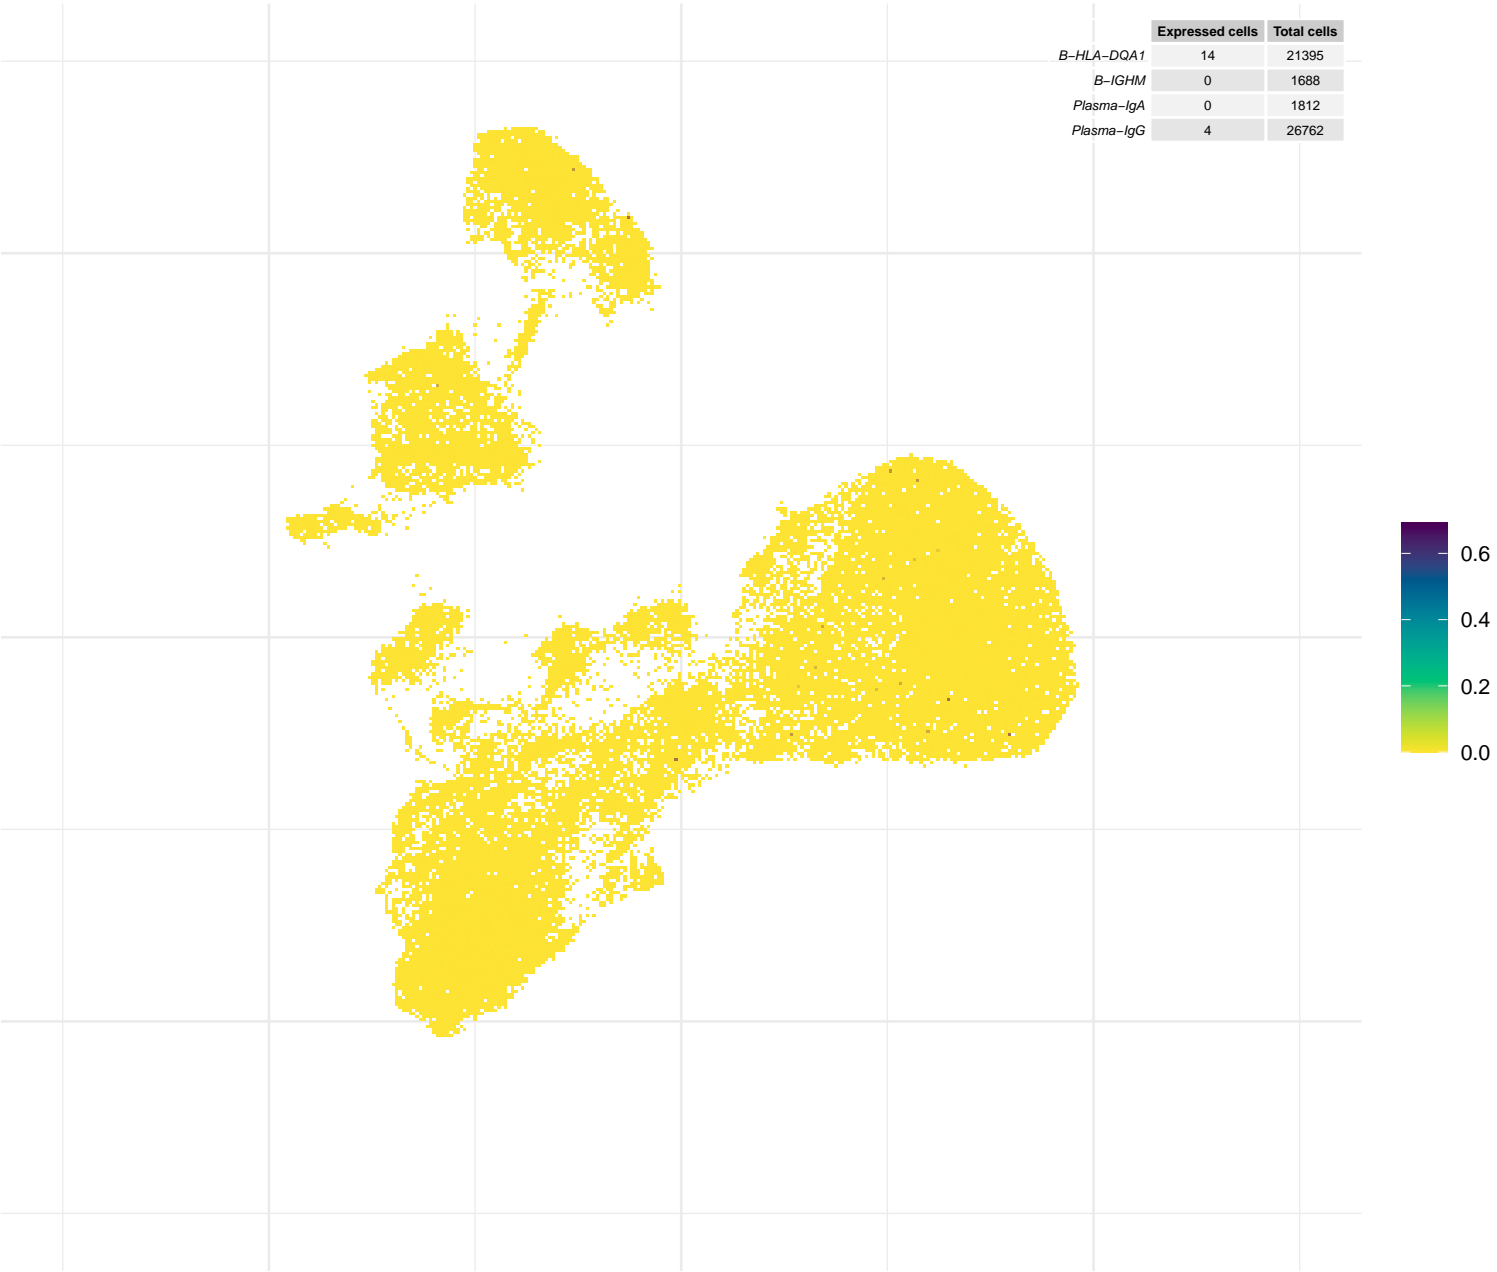 Expressed cells Total cells
B−HLA−DQA1 14 21395
B−IGHM 0 1688
Plasma−IgA 0 1812
Plasma−IgG 4 26762
0.6
0.4
0.2
0.0